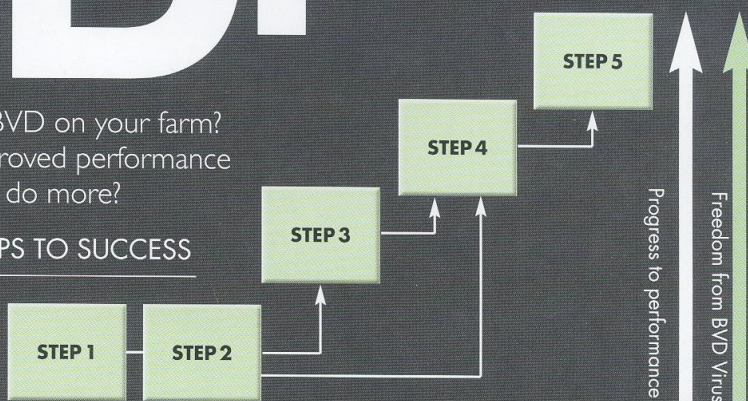 BVD on your farm?
roved performance
do more?
PS TO SUCCESS
STEP 1
STEP 2
STEP 3
STEP 4
STEP 5
Progress to performance
Freedom from BVD Virus